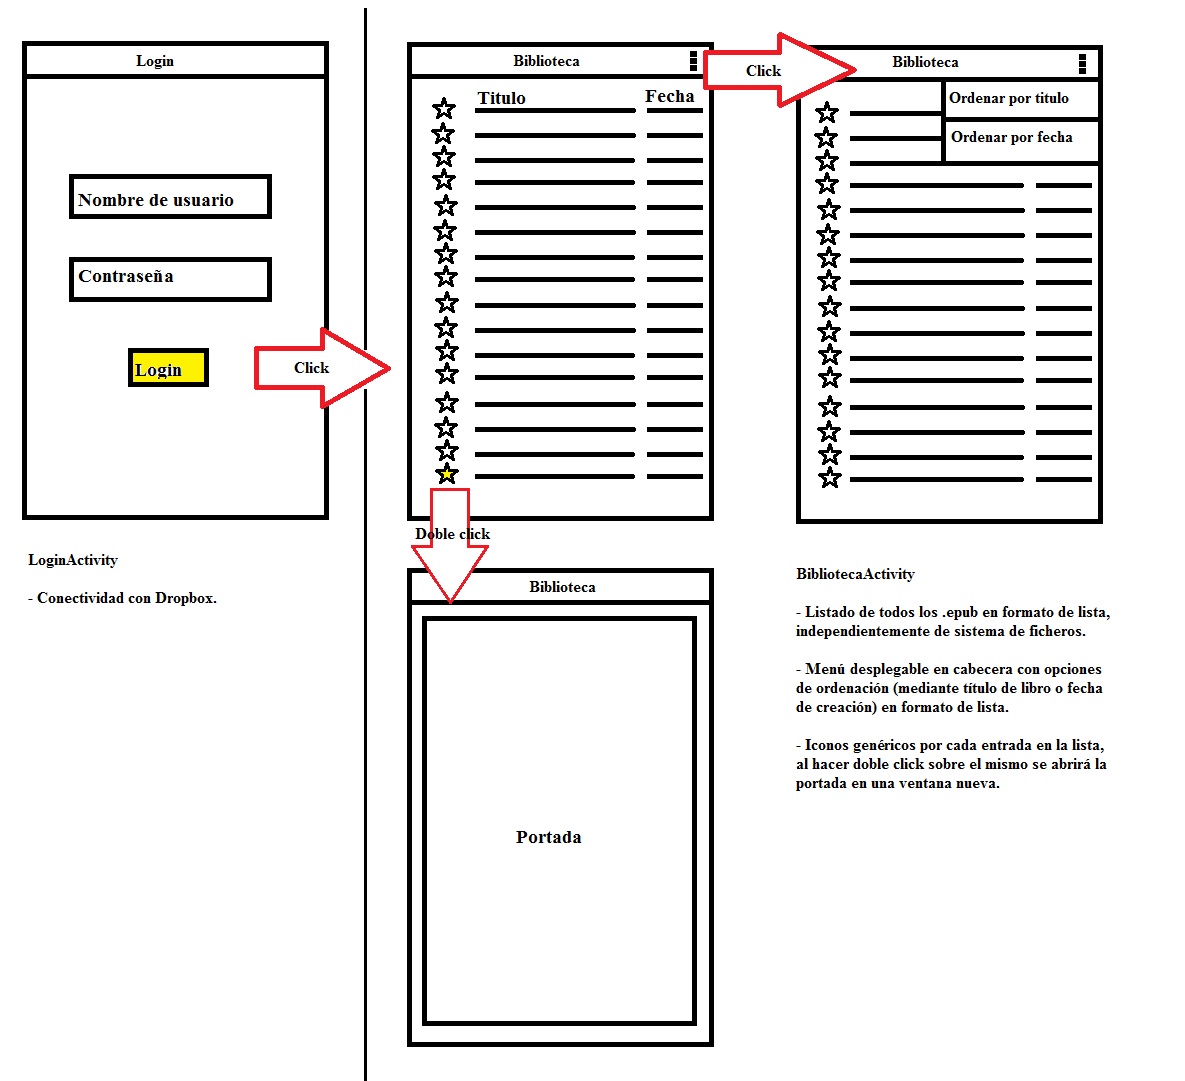 Login
Nombre de usuario
Contraseña
Login
Click
LoginActivity
- Conectividad con Dropbox.
Biblioteca
Titulo
Fecha
Click
Doble click
Biblioteca
Portada
Biblioteca
Ordenar por titulo
Ordenar por fecha
BibliotecaActivity
- Listado de todos los .epub en formato de lista,
independientemente de sistema de ficheros.
- Menú desplegable en cabecera con opciones
de ordenación (mediante título de libro o fecha
de creación) en formato de lista.
- Iconos genéricos por cada entrada en la lista,
al hacer doble click sobre el mismo se abrirá la
portada en una ventana nueva.